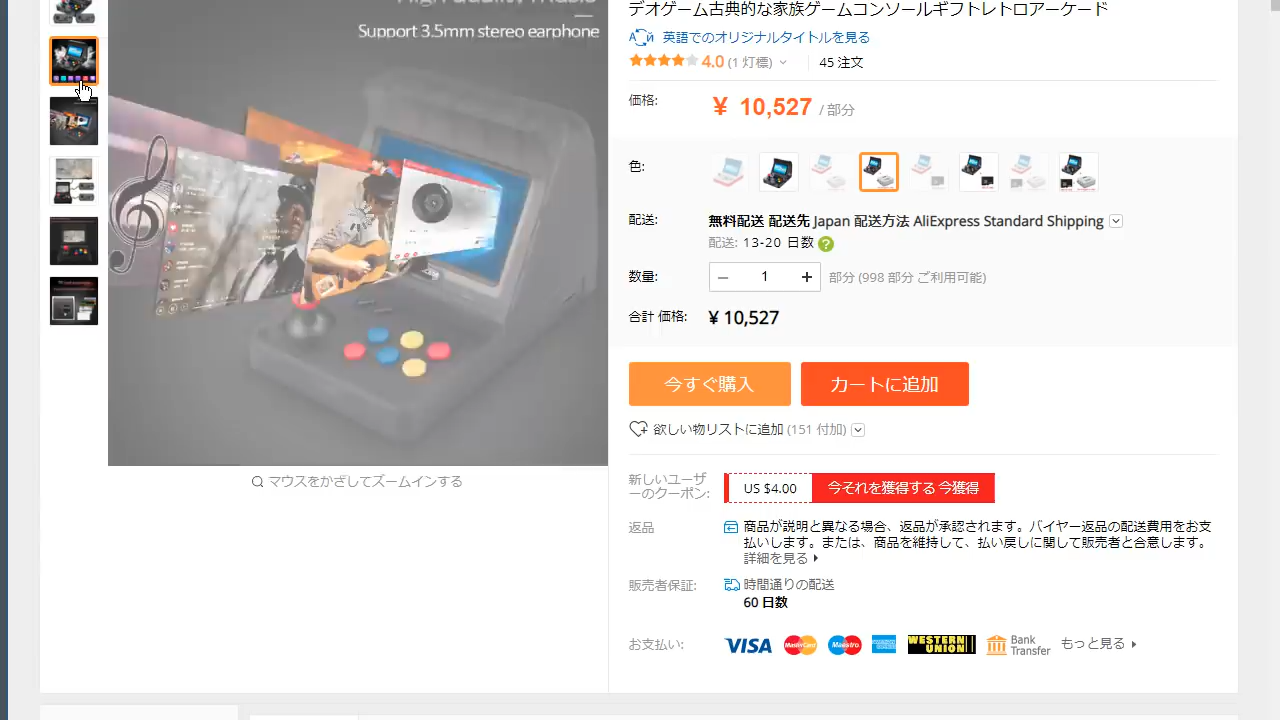 High quality music
Support 3.5mm stereo earphone
デオゲーム古典的な家族ゲームコンソールギフトレトロアーケード
英語でのオリジナルタイトルを見る
4.0 (1 灯標) 45 注文
価格: ¥ 10,527 / 部分
色:
配送: 無料配送 配送先 Japan 配送方法 AliExpress Standard Shipping
配送: 13-20 日数
数量: − 1 + 部分 (998 部分 ご利用可能)
合計 価格: ¥ 10,527
今すぐ購入 カートに追加
欲しい物リストに追加 (151 付加)
マウスをかざしてズームインする
新しいユーザ
ーのクーポン: US $4.00 今それを獲得する 今獲得
返品 商品が説明と異なる場合、返品が承認されます。バイヤー返品の配送費用をお支
払いします。または、商品を維持して、払い戻しに関して販売者と合意します。
詳細を見る
販売者保証: 時間通りの配送
60 日数
お支払い: VISA MasterCard Maestro WESTERN UNION Bank Transfer もっと見る